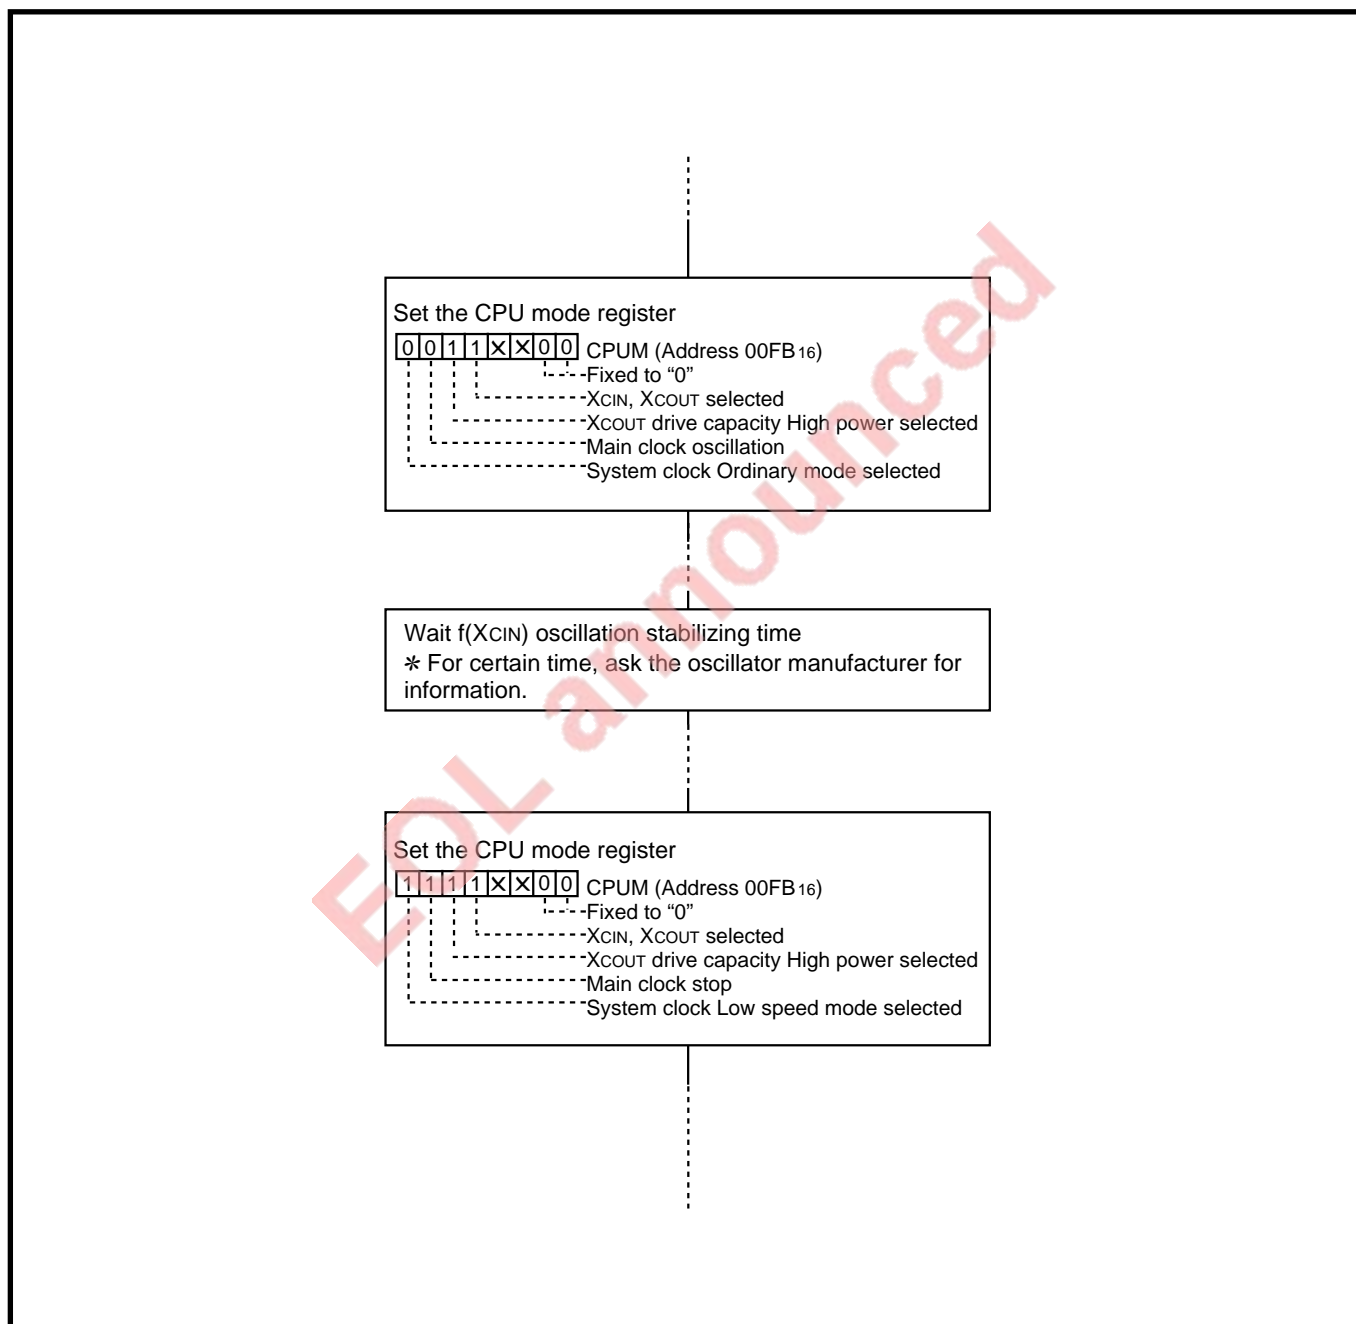 Set the CPU mode register
0 0 1 1 X X 0 0 CPUM (Address 00FB16)
Fixed to “0”
XCIN, XCOUT selected
XCOUT drive capacity High power selected
Main clock oscillation
System clock Ordinary mode selected
Wait f(XCIN) oscillation stabilizing time
* For certain time, ask the oscillator manufacturer for
information.
Set the CPU mode register
1 1 1 1 X X 0 0 CPUM (Address 00FB16)
Fixed to “0”
XCIN, XCOUT selected
XCOUT drive capacity High power selected
Main clock stop
System clock Low speed mode selected
EOL announced